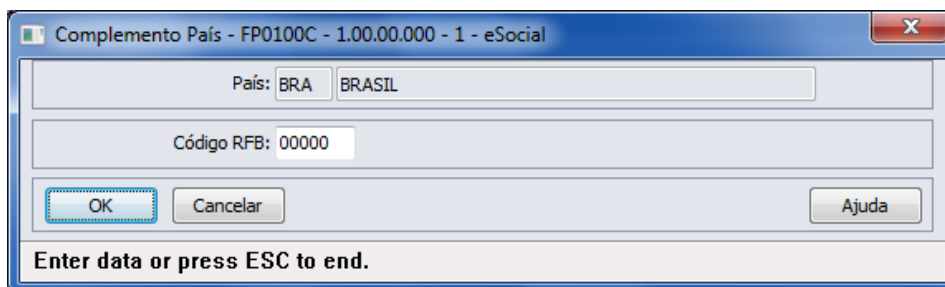 Complemento País - FP0100C - 1.00.00.000 - 1 - eSocial
País: BRA BRASIL
Código RFB: 00000
OK Cancelar Ajuda
Enter data or press ESC to end.